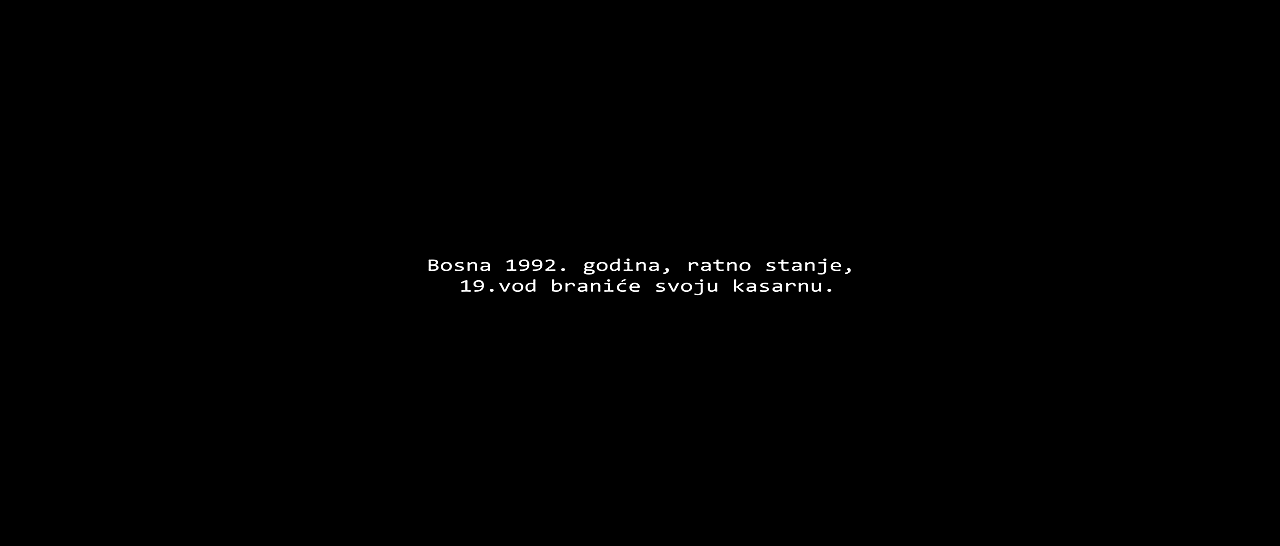 Bosna 1992. godina, ratno stanje,
19.vod braniće svoju kasarnu.